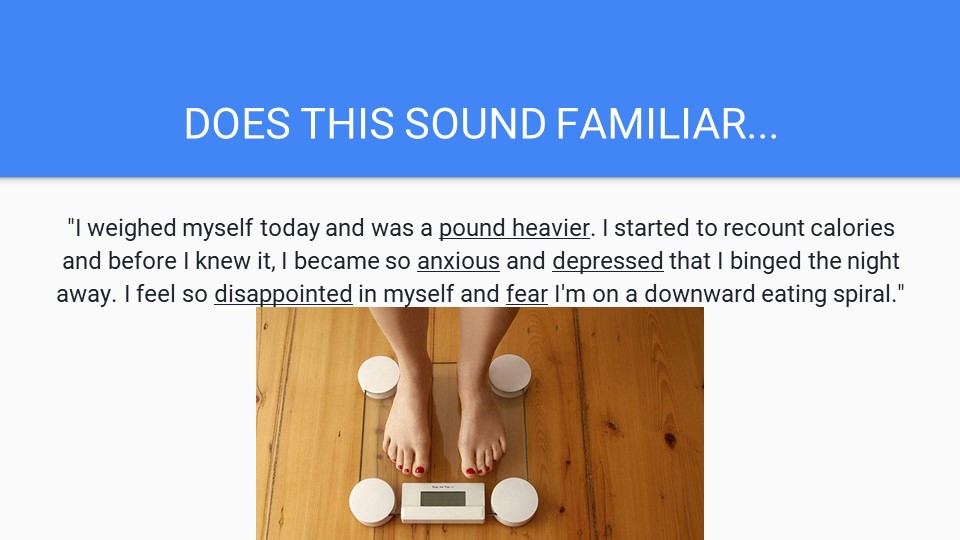 DOES THIS SOUND FAMILIAR...
"I weighed myself today and was a pound heavier. I started to recount calories
and before I knew it, I became so anxious and depressed that I binged the night
away. I feel so disappointed in myself and fear I'm on a downward eating spiral."